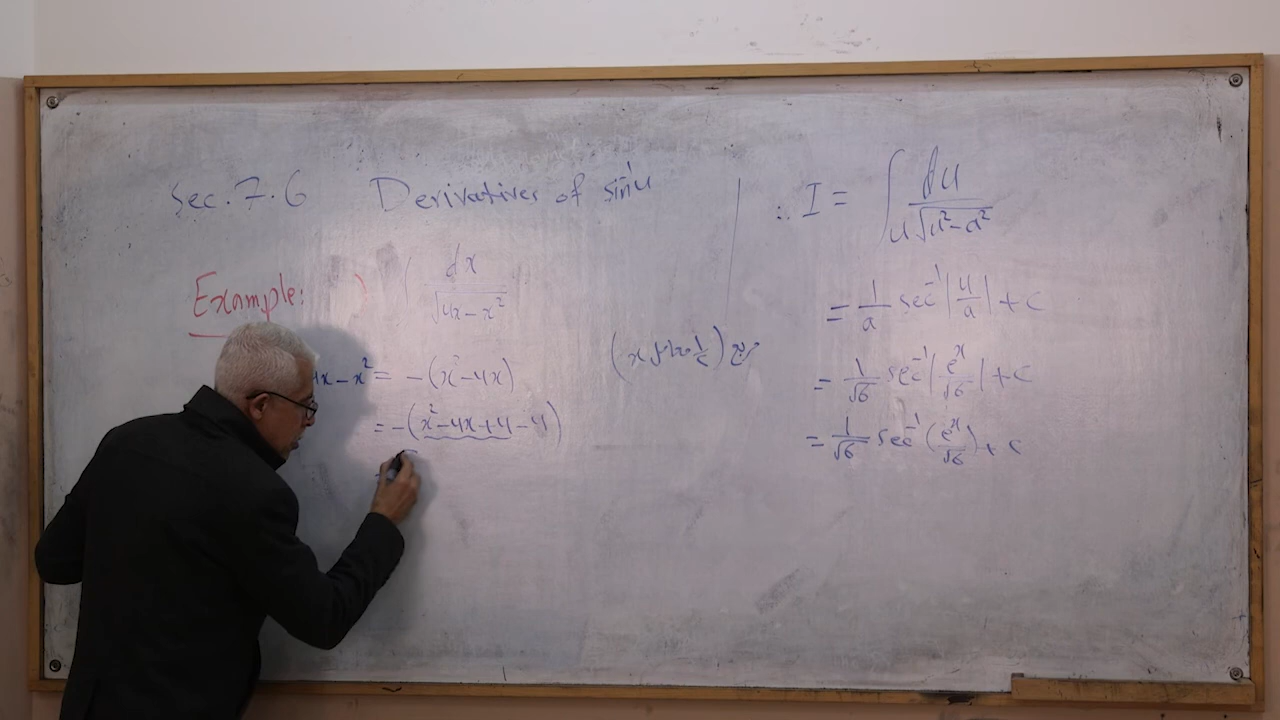 Sec. 7.6 Derivatives of sin⁻¹u
Example: ) ∫ dx / √(4x − x²)
4x − x² = −(x² − 4x)
= −(x² − 4x + 4 − 4)
∴ I = ∫ du / u√(u² − a²)
= 1/a sec⁻¹|u/a| + c
= 1/√6 sec⁻¹|eˣ/√6| + c
= 1/√6 sec⁻¹(eˣ/√6) + c